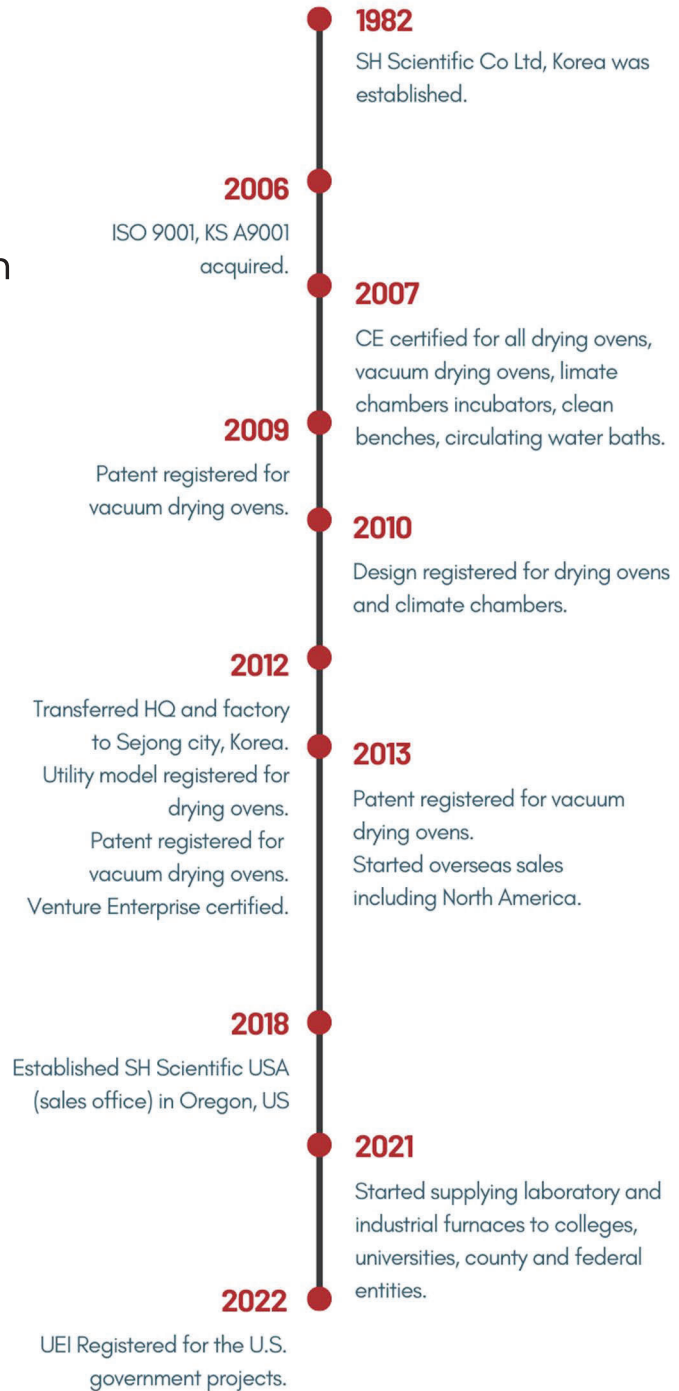 1982
SH Scientific Co Ltd, Korea was
established.
2006
ISO 9001, KS A9001
acquired.
n
2007
CE certified for all drying ovens,
vacuum drying ovens, limate
chambers incubators, clean
benches, circulating water baths.
2009
Patent registered for
vacuum drying ovens.
2010
Design registered for drying ovens
and climate chambers.
2012
Transferred HQ and factory
to Sejong city, Korea.
Utility model registered for
drying ovens.
Patent registered for
vacuum drying ovens.
Venture Enterprise certified.
2013
Patent registered for vacuum
drying ovens.
Started overseas sales
including North America.
2018
Established SH Scientific USA
(sales office) in Oregon, US
2021
Started supplying laboratory and
industrial furnaces to colleges,
universities, county and federal
entities.
2022
UEI Registered for the U.S.
government projects.